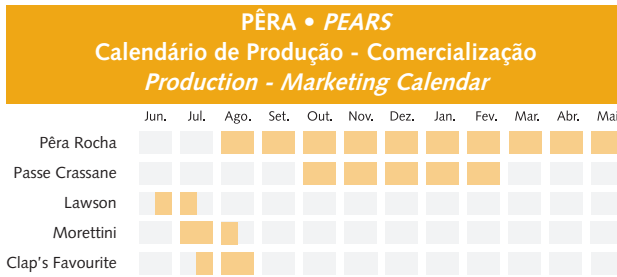 PÊRA • PEARS
Calendário de Produção - Comercialização
Production - Marketing Calendar
Jun. Jul. Ago. Set. Out. Nov. Dez. Jan. Fev. Mar. Abr. Mai
Pêra Rocha
Passe Crassane
Lawson
Morettini
Clap's Favourite